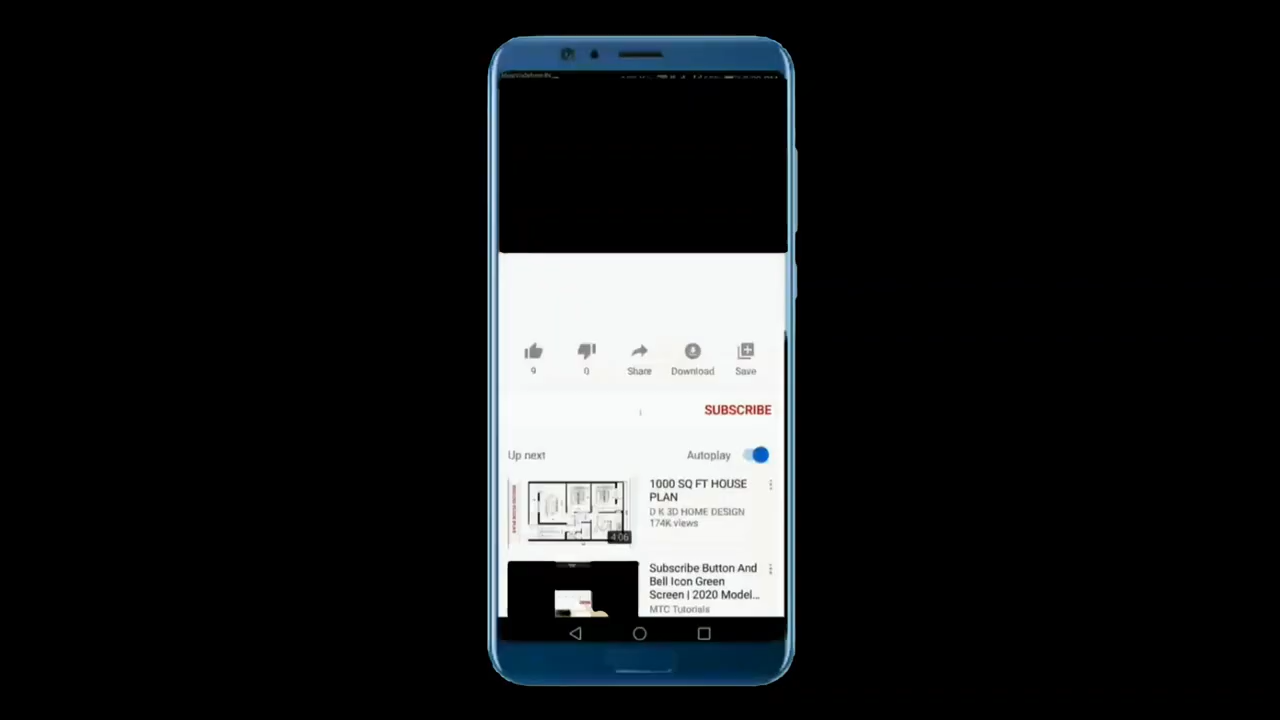 9
0
Share
Download
Save
SUBSCRIBE
Up next
Autoplay
1000 SQ FT HOUSE
PLAN
D K 3D HOME DESIGN
174K views
4:06
Subscribe Button And
Bell Icon Green
Screen | 2020 Model...
MTC Tutorials